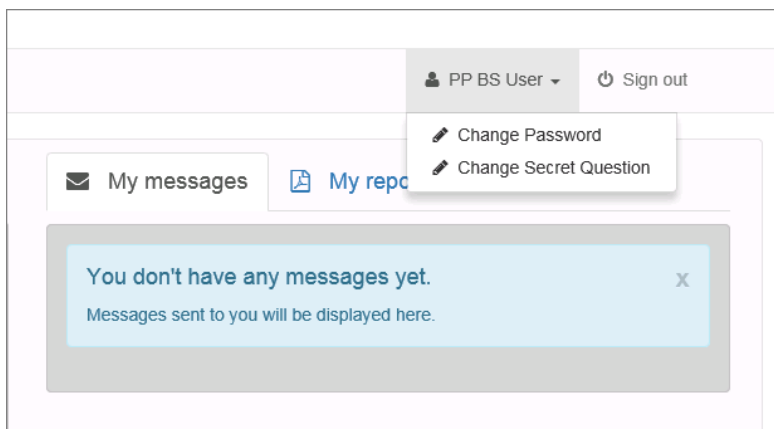 PP BS User
Sign out
Change Password
Change Secret Question
My messages
My repo
You don't have any messages yet.
x
Messages sent to you will be displayed here.